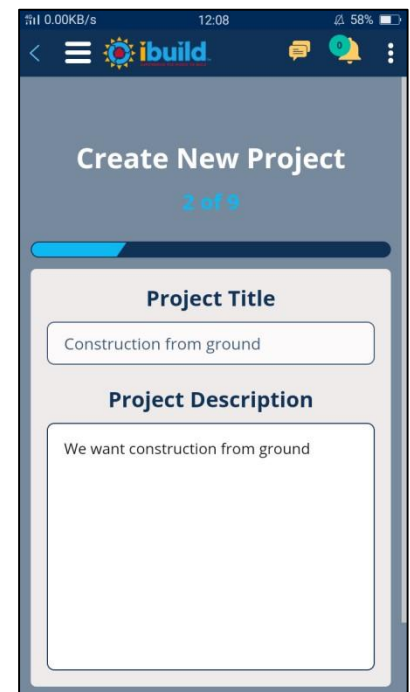 0.00KB/s 12:08 58%
ibuild
0
Create New Project
2 of 9
Project Title
Construction from ground
Project Description
We want construction from ground